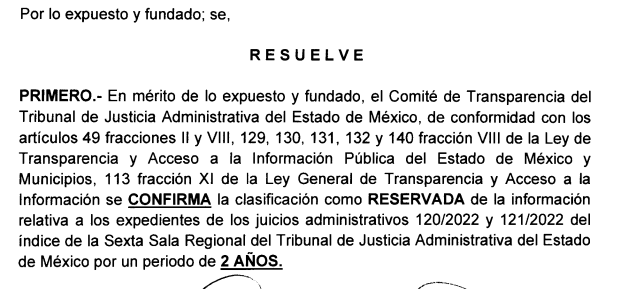 Por lo expuesto y fundado; se,
RESUELVE
PRIMERO.- En mérito de lo expuesto y fundado, el Comité de Transparencia del
Tribunal de Justicia Administrativa del Estado de México, de conformidad con los
artículos 49 fracciones II y VIII, 129, 130, 131, 132 y 140 fracción VIII de la Ley de
Transparencia y Acceso a la Información Pública del Estado de México y
Municipios, 113 fracción XI de la Ley General de Transparencia y Acceso a la
Información se CONFIRMA la clasificación como RESERVADA de la información
relativa a los expedientes de los juicios administrativos 120/2022 y 121/2022 del
índice de la Sexta Sala Regional del Tribunal de Justicia Administrativa del Estado
de México por un periodo de 2 AÑOS.